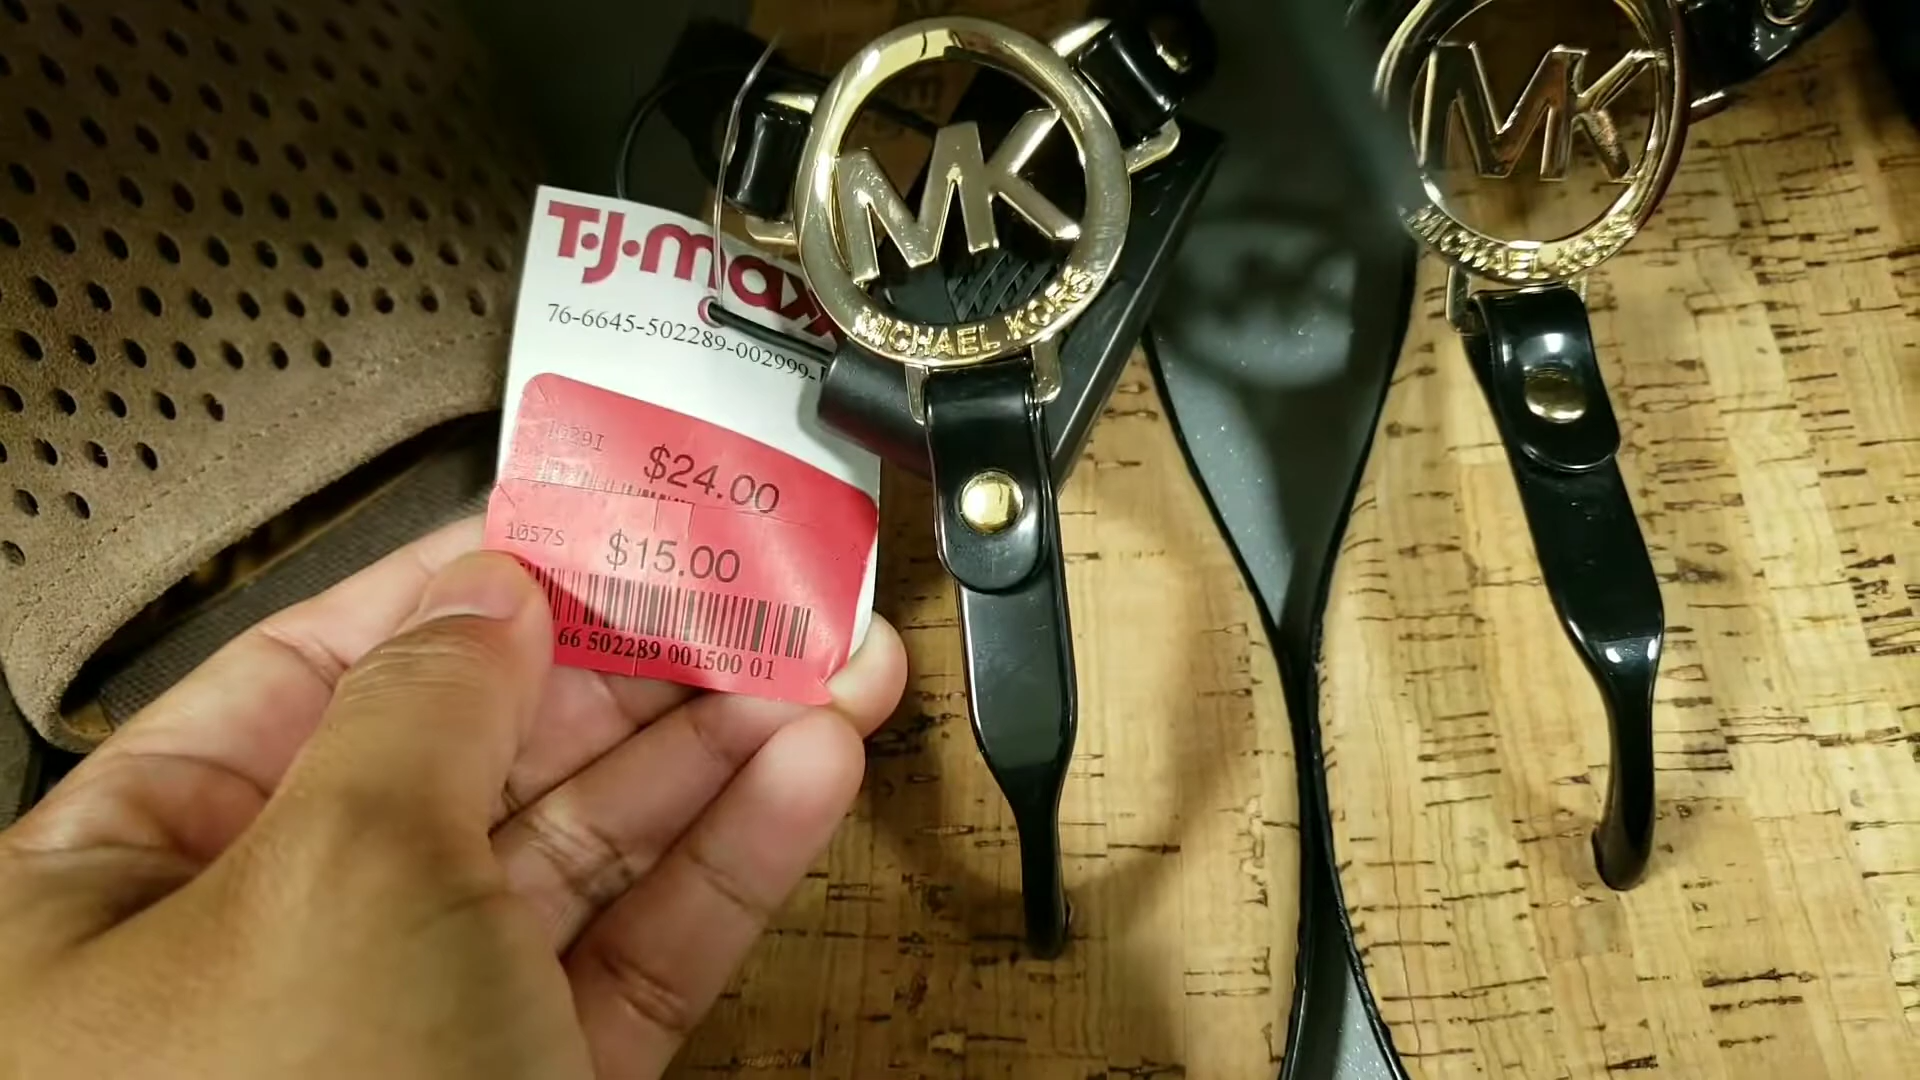 T.J.maxx
76-6645-502289-002999-
1029I
$24.00
1057S
$15.00
66 502289 001500 01
MK
MICHAEL KORS
MK
MICHAEL KORS